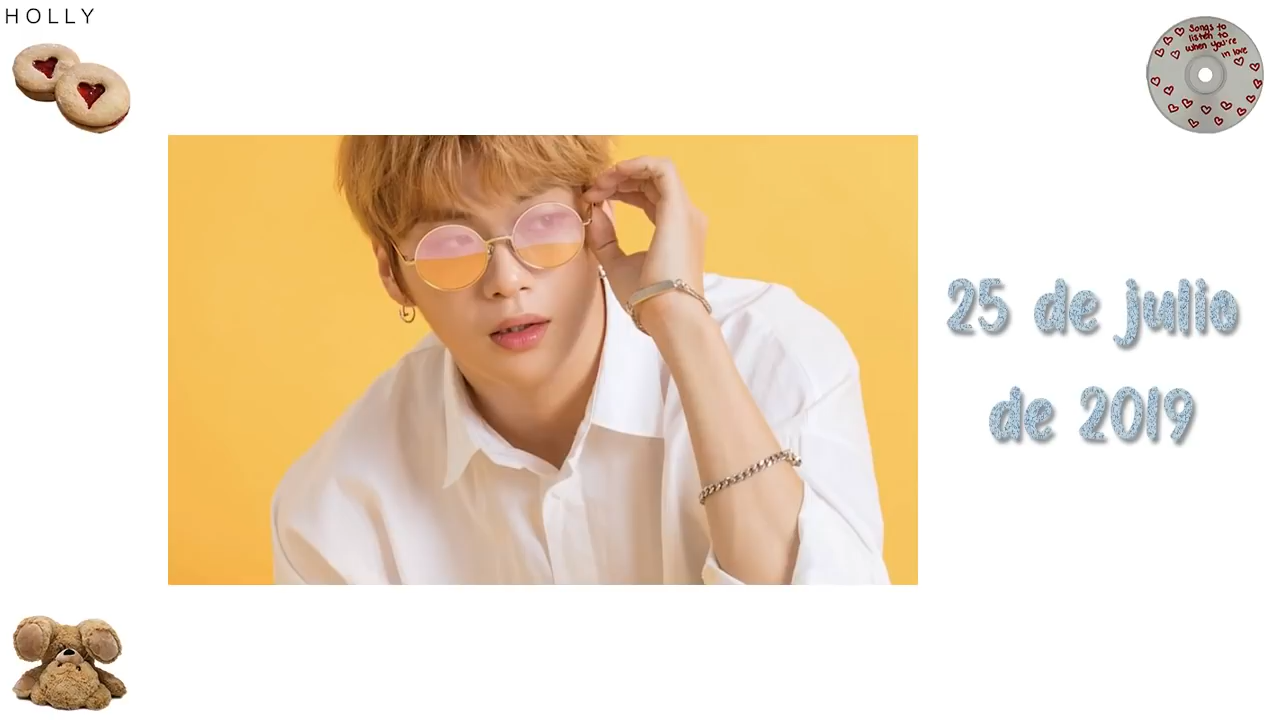 HOLLY
Songs to
listen to
when you're
in love
25 de julio
de 2019